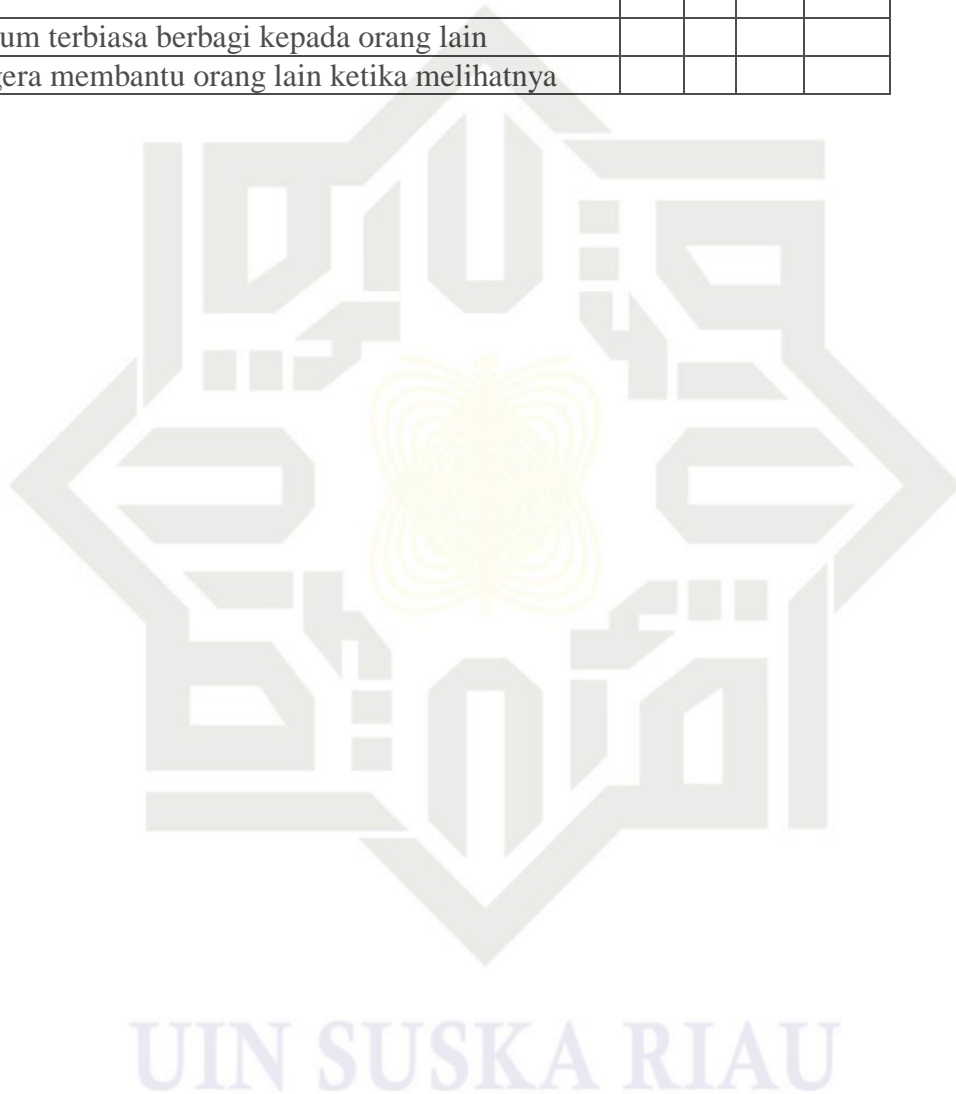 um terbiasa berbagi kepada orang lain
gera membantu orang lain ketika melihatnya
UIN SUSKA RIAU